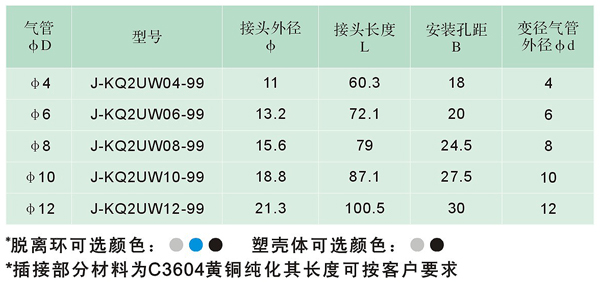 气管 型号 接头外径 接头长度 安装孔距 变径气管
φD φ L B 外径φd
φ4 J-KQ2UW04-99 11 60.3 18 4
φ6 J-KQ2UW06-99 13.2 72.1 20 6
φ8 J-KQ2UW08-99 15.6 79 24.5 8
φ10 J-KQ2UW10-99 18.8 87.1 27.5 10
φ12 J-KQ2UW12-99 21.3 100.5 30 12
*脱离环可选颜色： 塑壳体可选颜色：
*插接部分材料为C3604黄铜纯化其长度可按客户要求